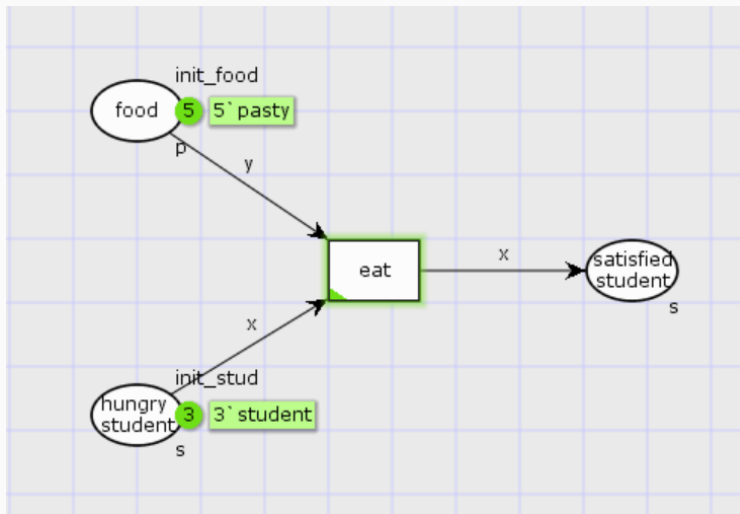 init_food
food
5
5`pasty
p
y
eat
x
satisfied
student
s
x
init_stud
hungry
student
3
3`student
s